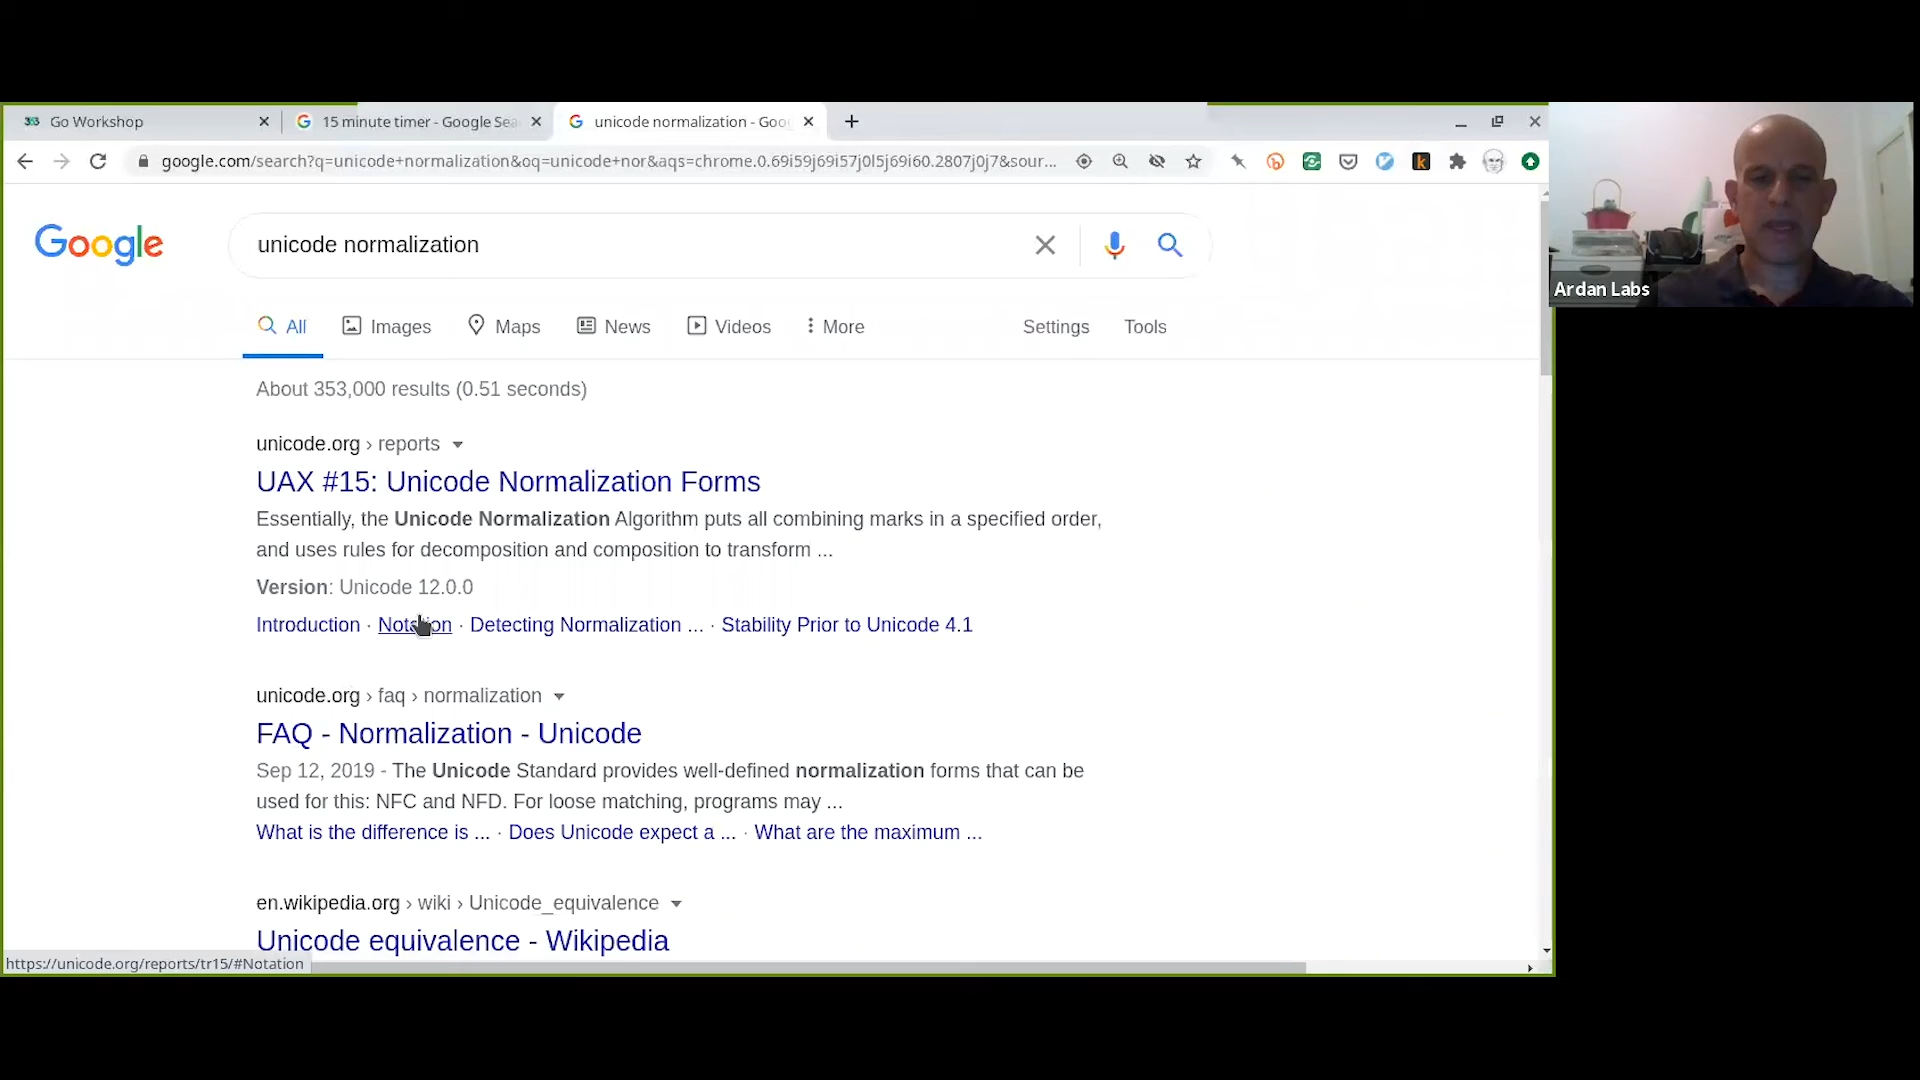 Go Workshop
15 minute timer - Google Sea
unicode normalization - Goo
google.com/search?q=unicode+normalization&oq=unicode+nor&aqs=chrome.0.69i59j69i57j0l5j69i60.2807j0j7&sour...
Google
unicode normalization
All
Images
Maps
News
Videos
More
Settings
Tools
About 353,000 results (0.51 seconds)
unicode.org › reports
UAX #15: Unicode Normalization Forms
Essentially, the Unicode Normalization Algorithm puts all combining marks in a specified order,
and uses rules for decomposition and composition to transform ...
Version: Unicode 12.0.0
Introduction · Notation · Detecting Normalization ... · Stability Prior to Unicode 4.1
unicode.org › faq › normalization
FAQ - Normalization - Unicode
Sep 12, 2019 - The Unicode Standard provides well-defined normalization forms that can be
used for this: NFC and NFD. For loose matching, programs may ...
What is the difference is ... · Does Unicode expect a ... · What are the maximum ...
en.wikipedia.org › wiki › Unicode_equivalence
Unicode equivalence - Wikipedia
https://unicode.org/reports/tr15/#Notation
Ardan Labs